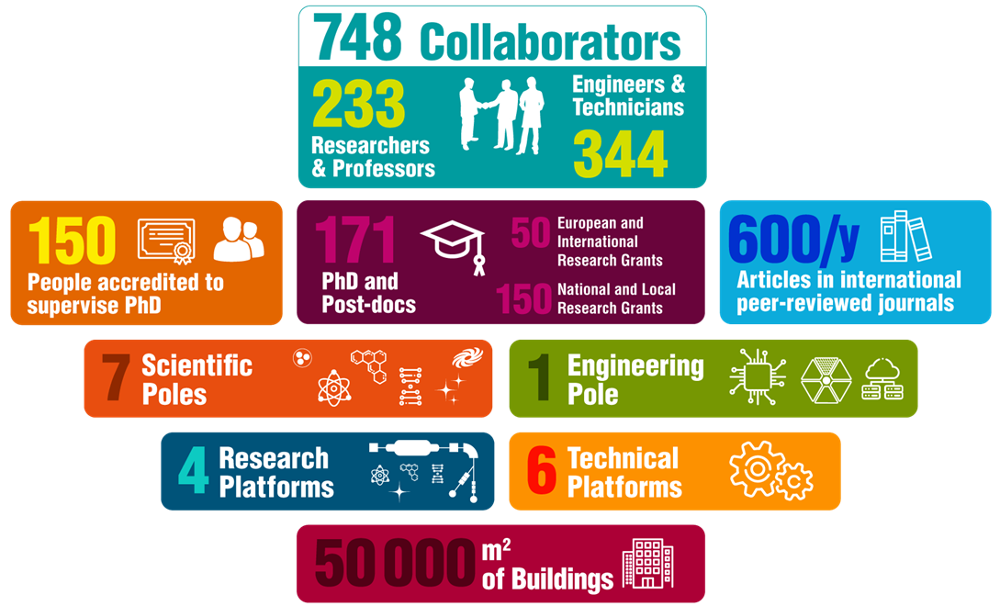 748 Collaborators
233
Researchers
& Professors
Engineers &
Technicians
344
150
People accredited to
supervise PhD
171
PhD and
Post-docs
50 European and
International
Research Grants
150 National and Local
Research Grants
600/y
Articles in international
peer-reviewed journals
7 Scientific
Poles
1 Engineering
Pole
4 Research
Platforms
6 Technical
Platforms
50 000 m²
of Buildings